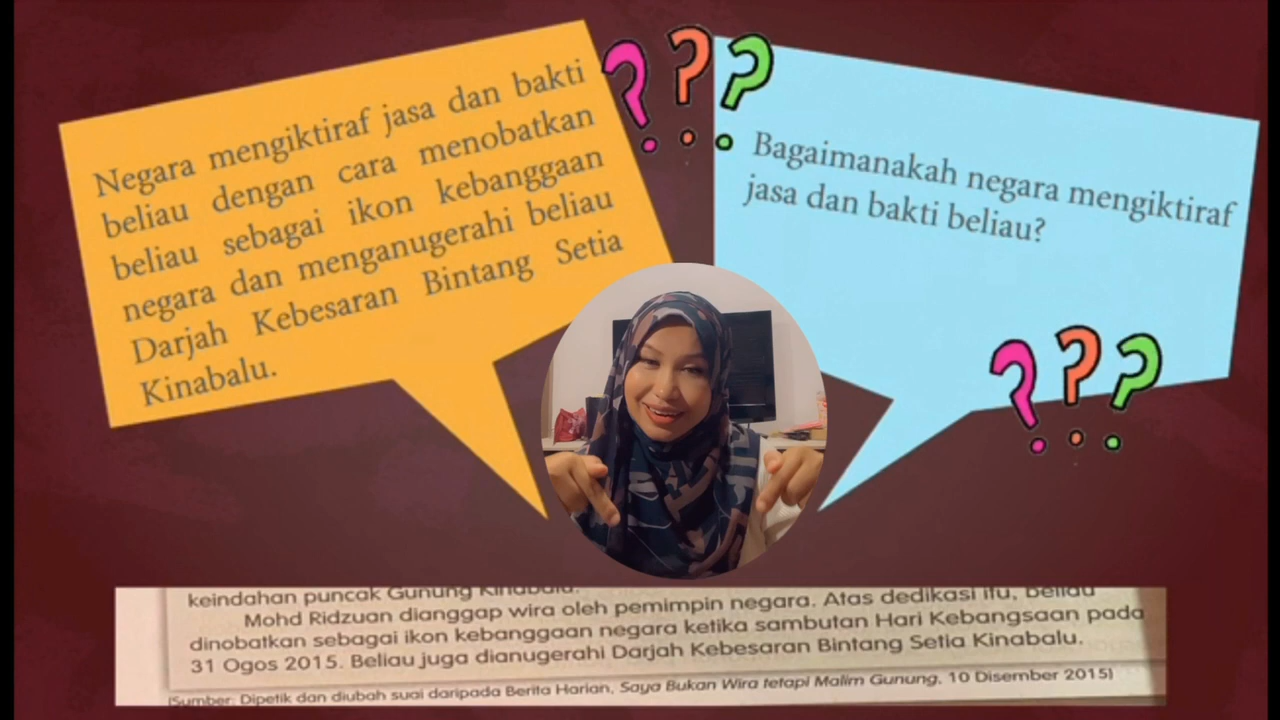 Negara mengiktiraf jasa dan bakti
beliau dengan cara menobatkan
beliau sebagai ikon kebanggaan
negara dan menganugerahi beliau
Darjah Kebesaran Bintang Setia
Kinabalu.
???
Bagaimanakah negara mengiktiraf
jasa dan bakti beliau?
???
keindahan puncak Gunung Kinabalu.
Mohd Ridzuan dianggap wira oleh pemimpin negara. Atas dedikasi itu, beliau
dinobatkan sebagai ikon kebanggaan negara ketika sambutan Hari Kebangsaan pada
31 Ogos 2015. Beliau juga dianugerahi Darjah Kebesaran Bintang Setia Kinabalu.
(Sumber: Dipetik dan diubah suai daripada Berita Harian, Saya Bukan Wira tetapi Malim Gunung, 10 Disember 2015)